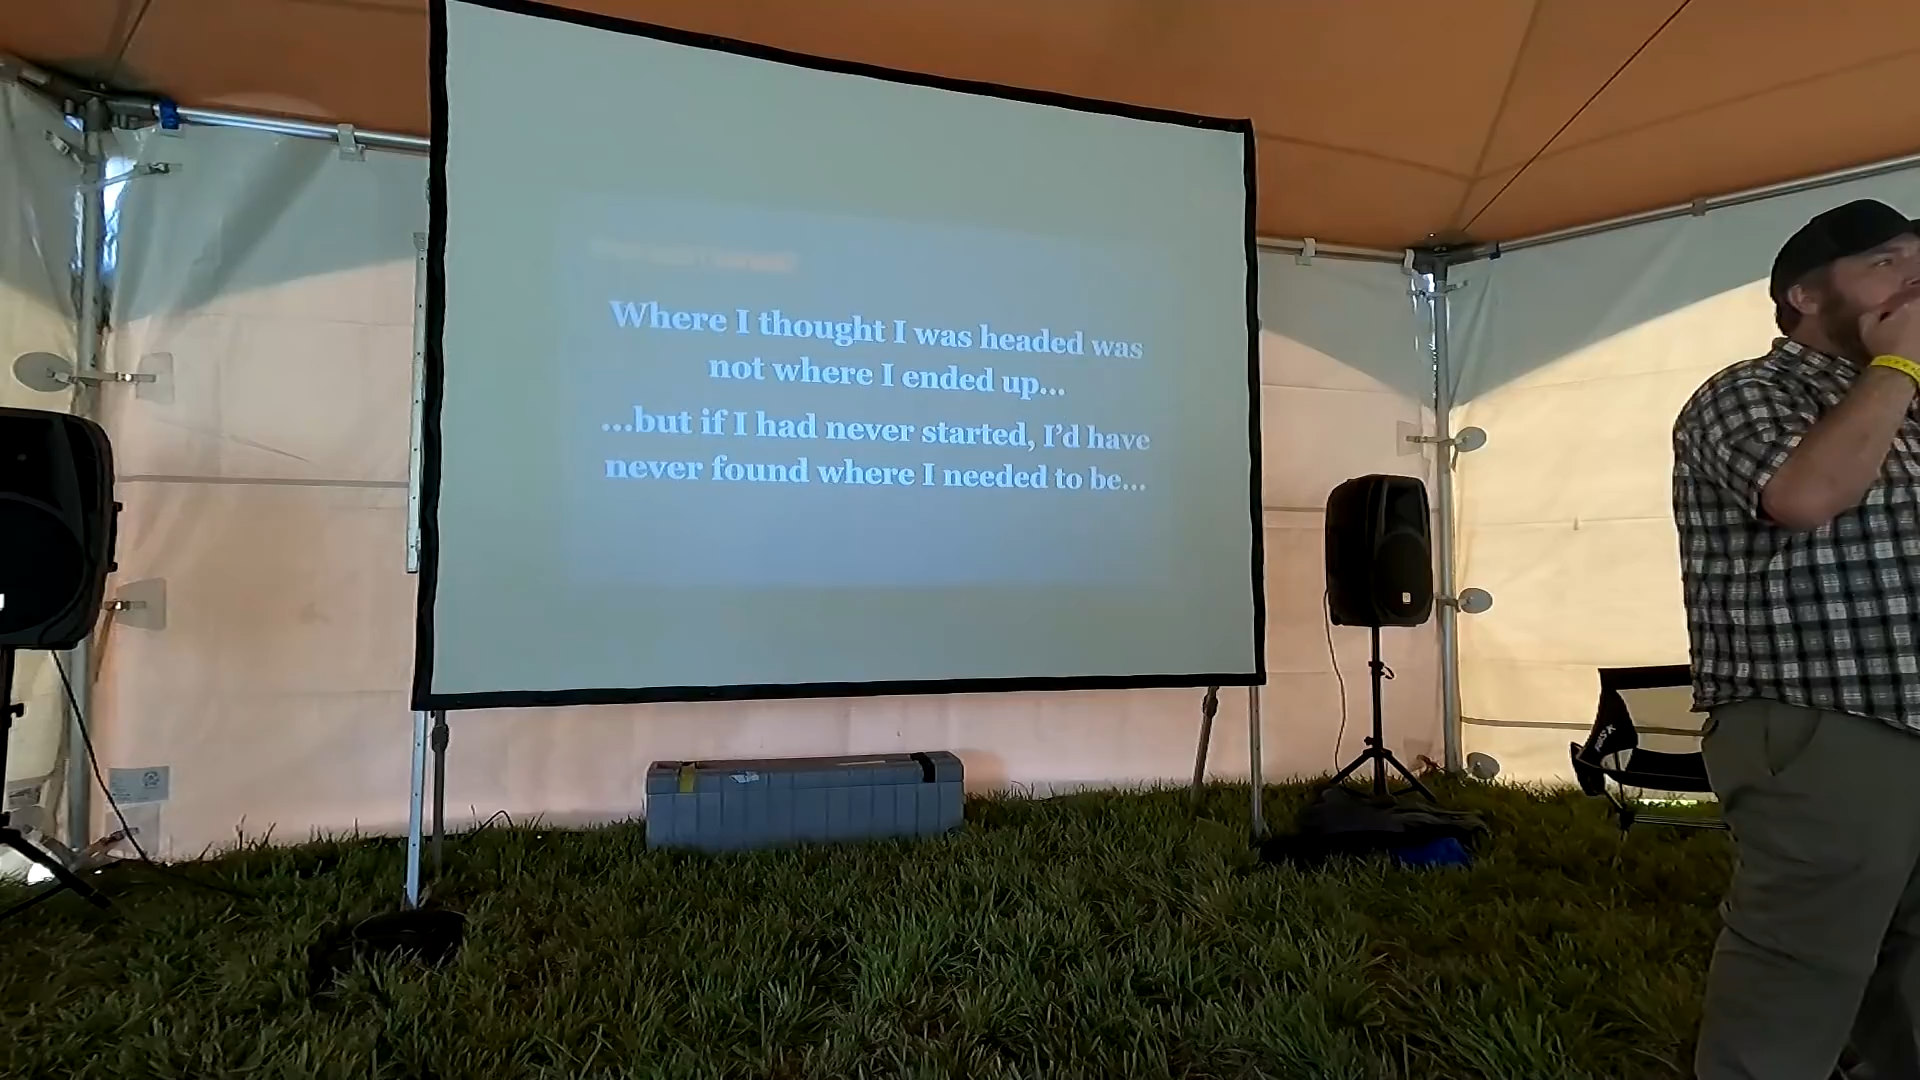 Where I thought I was headed was
not where I ended up...
...but if I had never started, I'd have
never found where I needed to be...